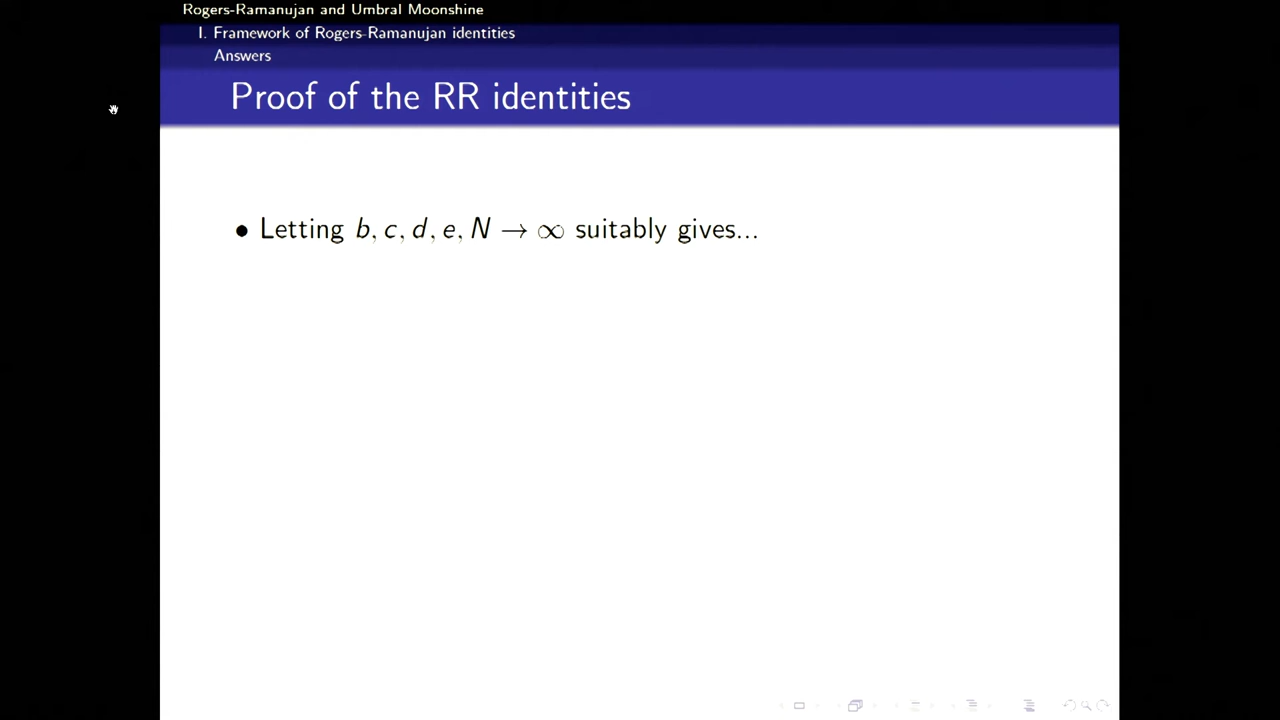 Rogers-Ramanujan and Umbral Moonshine
I. Framework of Rogers-Ramanujan identities
Answers
Proof of the RR identities
• Letting b, c, d, e, N → ∞ suitably gives...